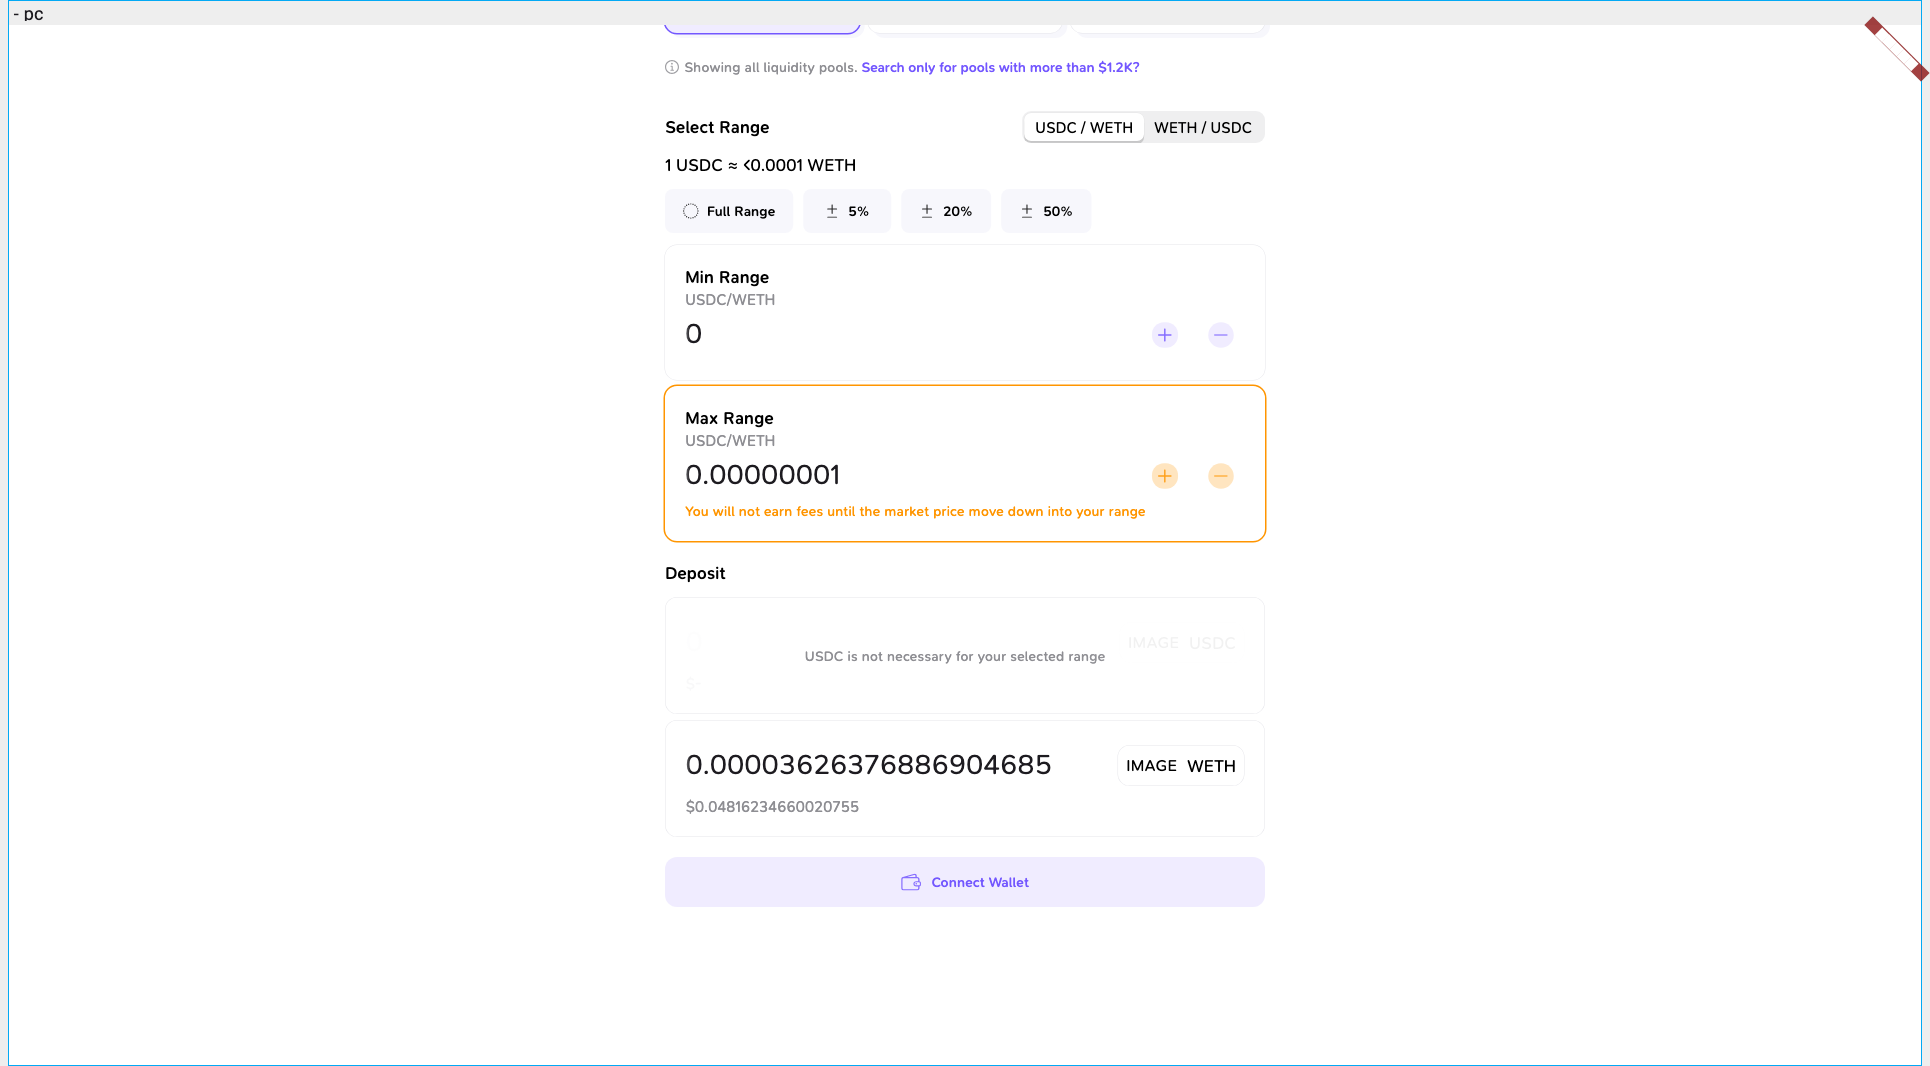 - pc
Showing all liquidity pools. Search only for pools with more than $1.2K?
Select Range
USDC / WETH WETH / USDC
1 USDC ≈ <0.0001 WETH
Full Range ± 5% ± 20% ± 50%
Min Range
USDC/WETH
0
Max Range
USDC/WETH
0.00000001
You will not earn fees until the market price move down into your range
Deposit
IMAGE USDC
USDC is not necessary for your selected range
0.00003626376886904685
IMAGE WETH
$0.04816234660020755
Connect Wallet